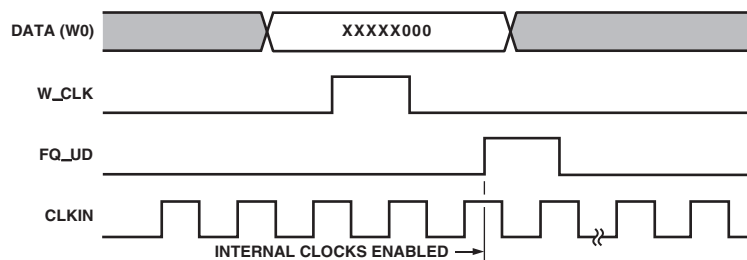 DATA (W0)
XXXXX000
W_CLK
FQ_UD
CLKIN
INTERNAL CLOCKS ENABLED